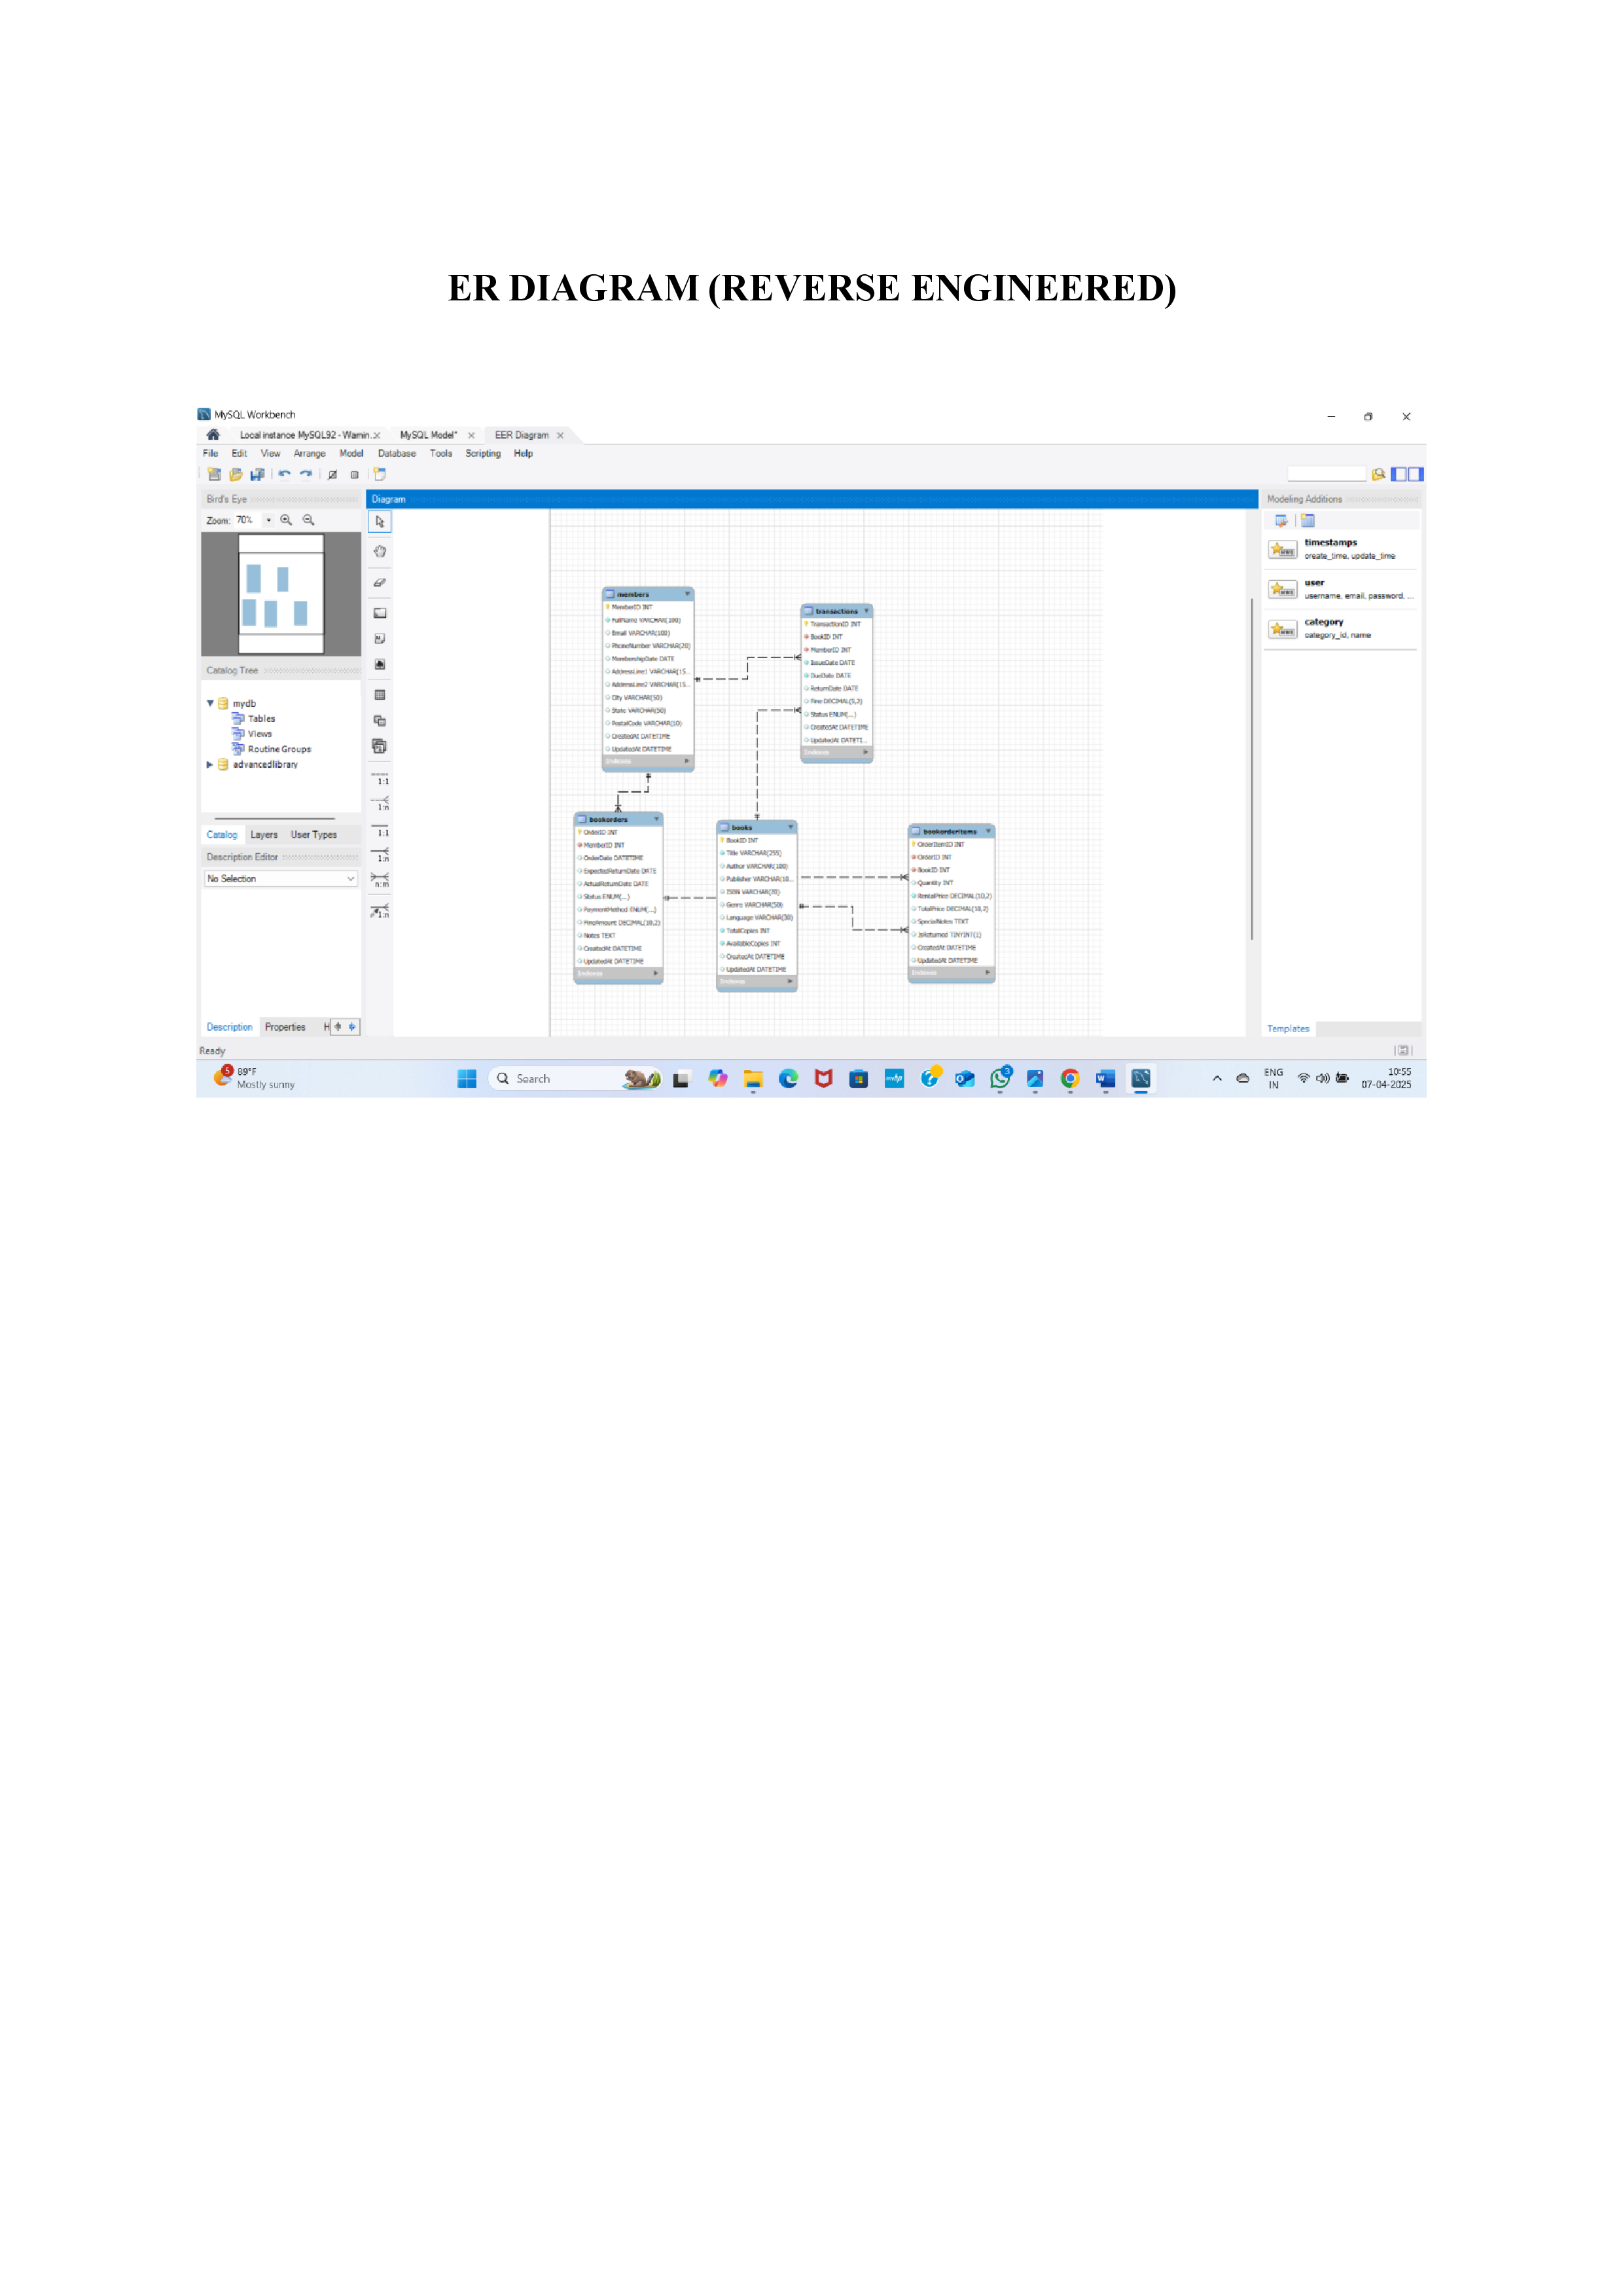 ER DIAGRAM (REVERSE ENGINEERED)
MySQL Workbench
Local instance MySQL92 - Warnin...
MySQL Model*
EER Diagram
File Edit View Arrange Model Database Tools Scripting Help
Bird's Eye
Zoom: 70%
Catalog Tree
mydb
Tables
Views
Routine Groups
advancedlibrary
Catalog Layers User Types
Description Editor
No Selection
Description Properties H
Ready
Diagram
1:1
1:n
1:1
1:n
n:m
1:n
members
MemberID INT
FullName VARCHAR(100)
Email VARCHAR(100)
PhoneNumber VARCHAR(20)
MembershipDate DATE
AddressLine1 VARCHAR(15...
AddressLine2 VARCHAR(15...
City VARCHAR(50)
State VARCHAR(50)
PostalCode VARCHAR(10)
CreatedAt DATETIME
UpdatedAt DATETIME
Indexes
transactions
TransactionID INT
BookID INT
MemberID INT
IssueDate DATE
DueDate DATE
ReturnDate DATE
Fine DECIMAL(5,2)
Status ENUM(...)
CreatedAt DATETIME
UpdatedAt DATETI...
Indexes
bookorders
OrderID INT
MemberID INT
OrderDate DATETIME
ExpectedReturnDate DATE
ActualReturnDate DATE
Status ENUM(...)
PaymentMethod ENUM(...)
FineAmount DECIMAL(10,2)
Notes TEXT
CreatedAt DATETIME
UpdatedAt DATETIME
Indexes
books
BookID INT
Title VARCHAR(255)
Author VARCHAR(100)
Publisher VARCHAR(10...
ISBN VARCHAR(20)
Genre VARCHAR(50)
Language VARCHAR(30)
TotalCopies INT
AvailableCopies INT
CreatedAt DATETIME
UpdatedAt DATETIME
Indexes
bookorderitems
OrderItemID INT
OrderID INT
BookID INT
Quantity INT
RentalPrice DECIMAL(10,2)
TotalPrice DECIMAL(10,2)
SpecialNotes TEXT
IsReturned TINYINT(1)
CreatedAt DATETIME
UpdatedAt DATETIME
Indexes
Modeling Additions
timestamps
create_time, update_time
user
username, email, password, ...
category
category_id, name
Templates
5
89°F
Mostly sunny
Search
3
ENG
IN
10:55
07-04-2025